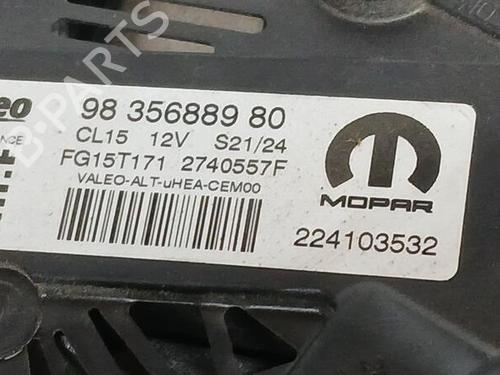 98 356889 80
CL15 12V S21/24
FG15T171 2740557F
VALEO-ALT-uHEA-CEM00
MOPAR
224103532
B-PARTS